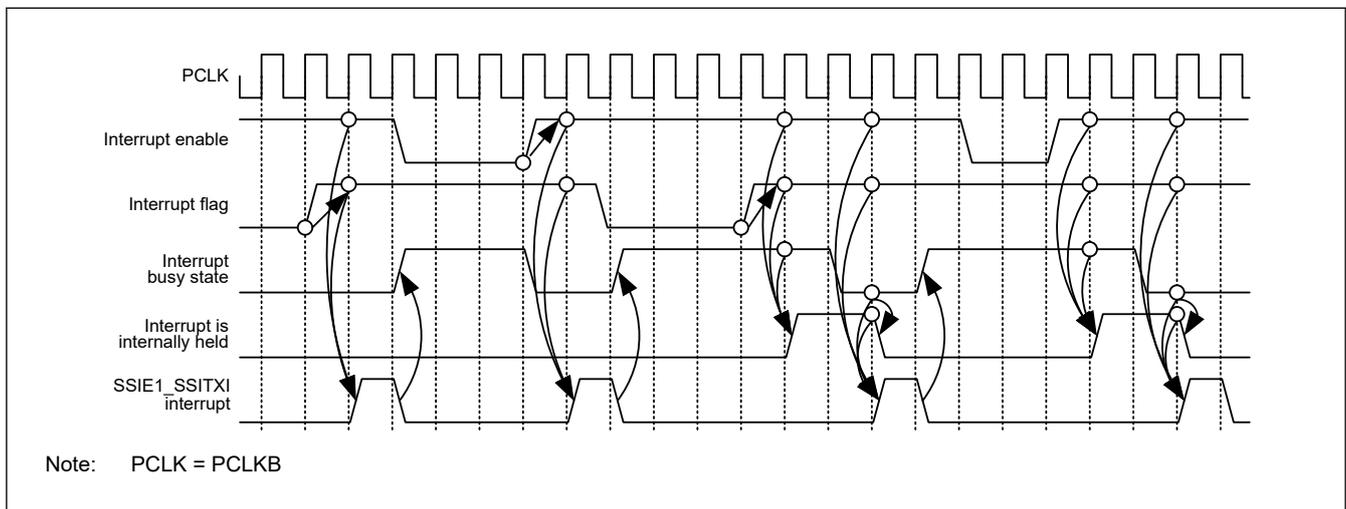 PCLK
Interrupt enable
Interrupt flag
Interrupt
busy state
Interrupt is
internally held
SSIE1_SSITXI
interrupt
Note: PCLK = PCLKB